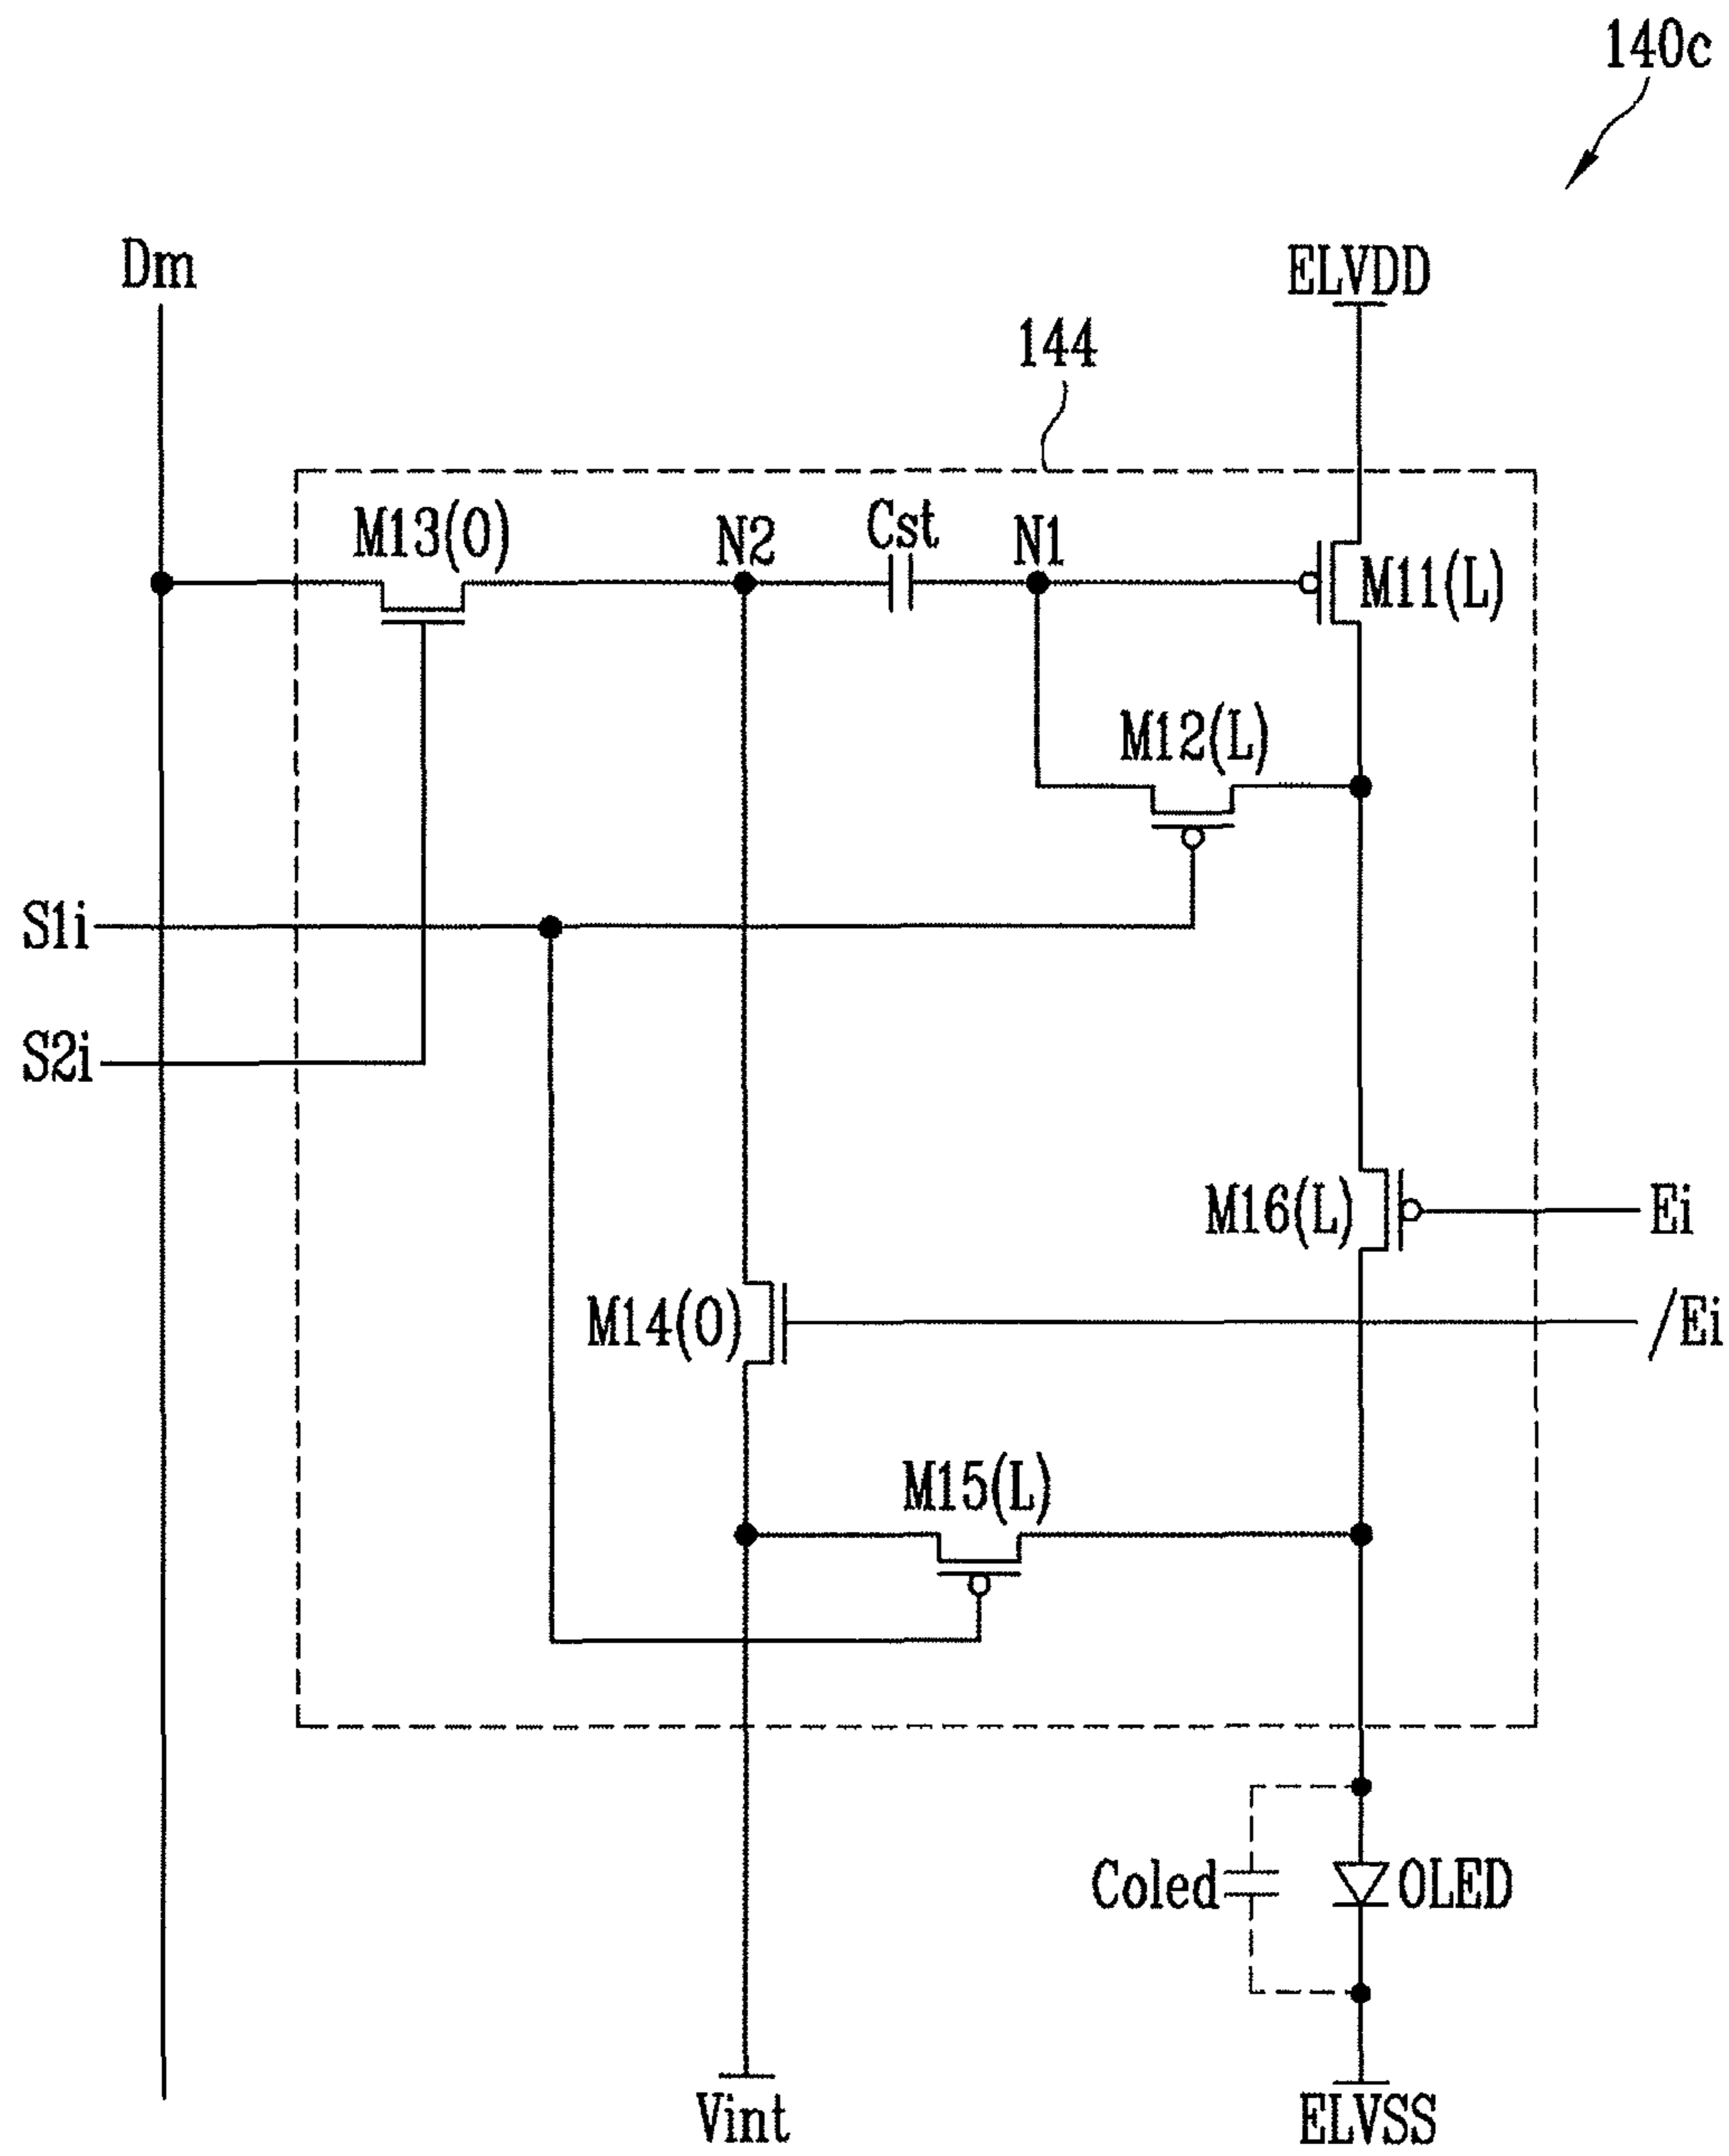 140c
Dm
ELVDD
144
M13(O)
N2
Cst
N1
M11(L)
M12(L)
S1i
S2i
M16(L)
Ei
M14(O)
/Ei
M15(L)
Coled
OLED
Vint
ELVSS